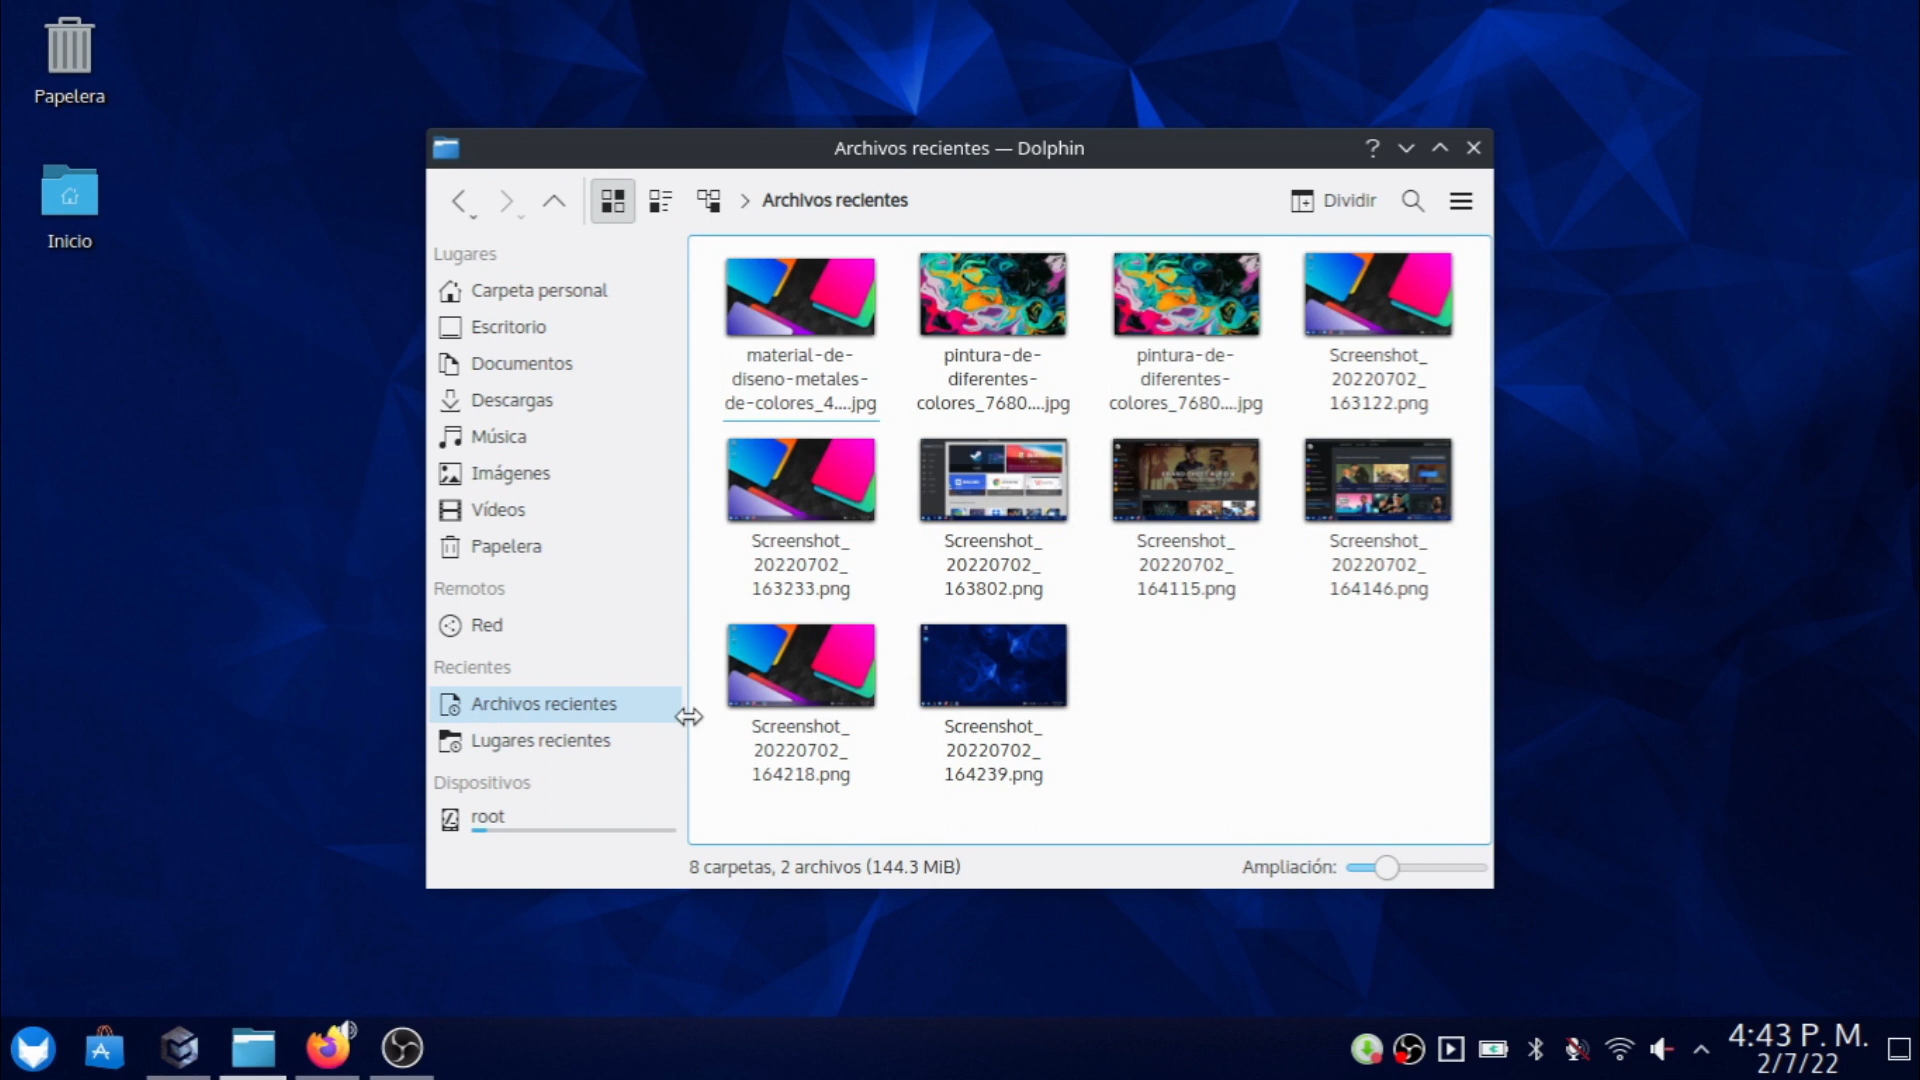 Papelera
Inicio
Archivos recientes — Dolphin
Archivos recientes
Dividir
Lugares
Carpeta personal
Escritorio
Documentos
Descargas
Música
Imágenes
Vídeos
Papelera
Remotos
Red
Recientes
Archivos recientes
Lugares recientes
Dispositivos
root
material-de-
diseno-metales-
de-colores_4....jpg
pintura-de-
diferentes-
colores_7680....jpg
pintura-de-
diferentes-
colores_7680....jpg
Screenshot_
20220702_
163122.png
Screenshot_
20220702_
163233.png
Screenshot_
20220702_
163802.png
Screenshot_
20220702_
164115.png
Screenshot_
20220702_
164146.png
Screenshot_
20220702_
164218.png
Screenshot_
20220702_
164239.png
8 carpetas, 2 archivos (144.3 MiB)
Ampliación:
4:43 P. M.
2/7/22